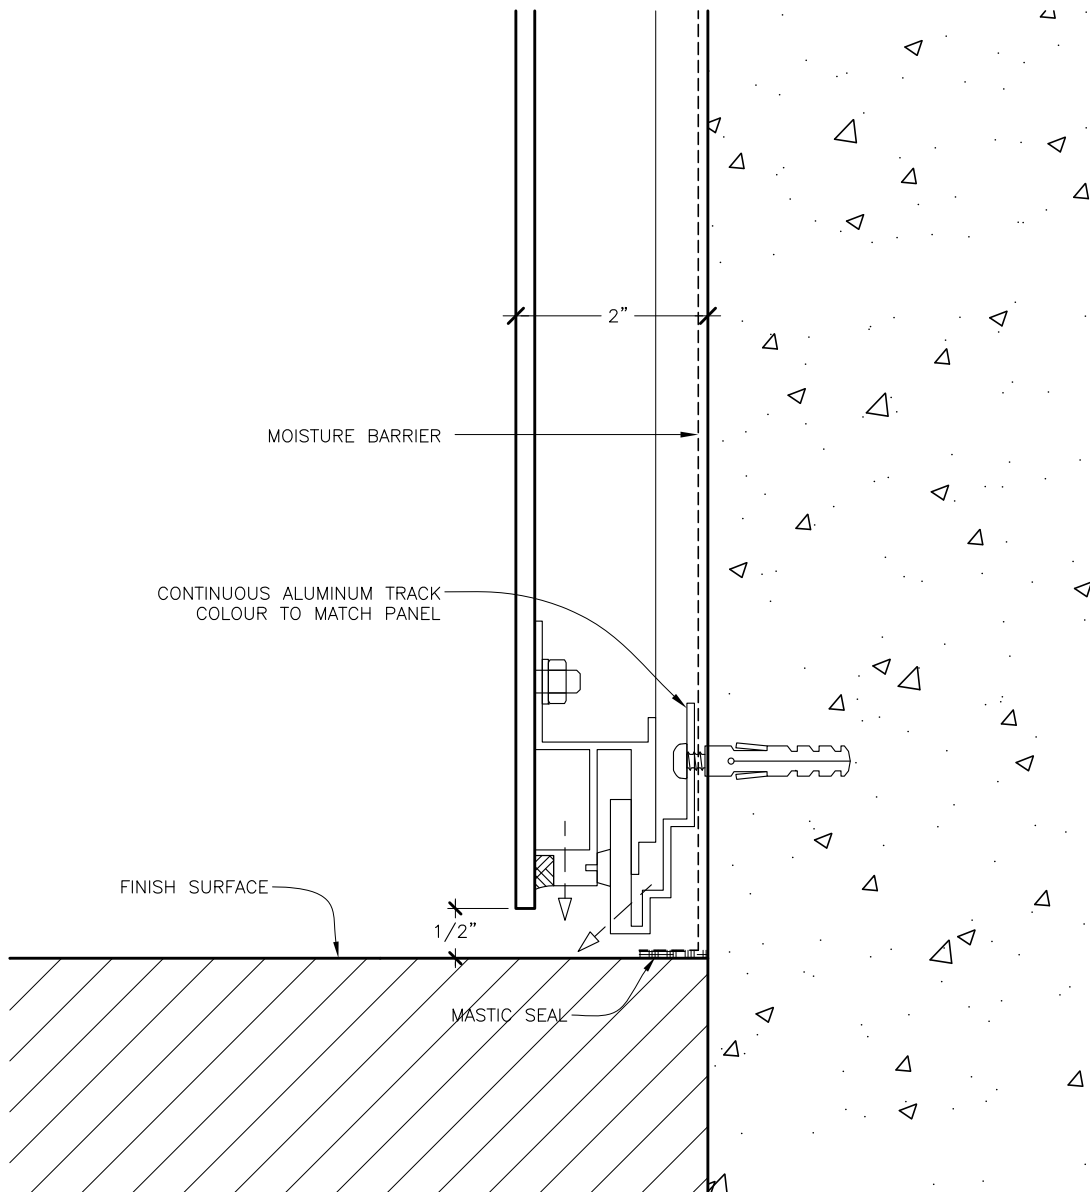 2”
MOISTURE BARRIER
CONTINUOUS ALUMINUM TRACK
COLOUR TO MATCH PANEL
FINISH SURFACE
1/2”
MASTIC SEAL